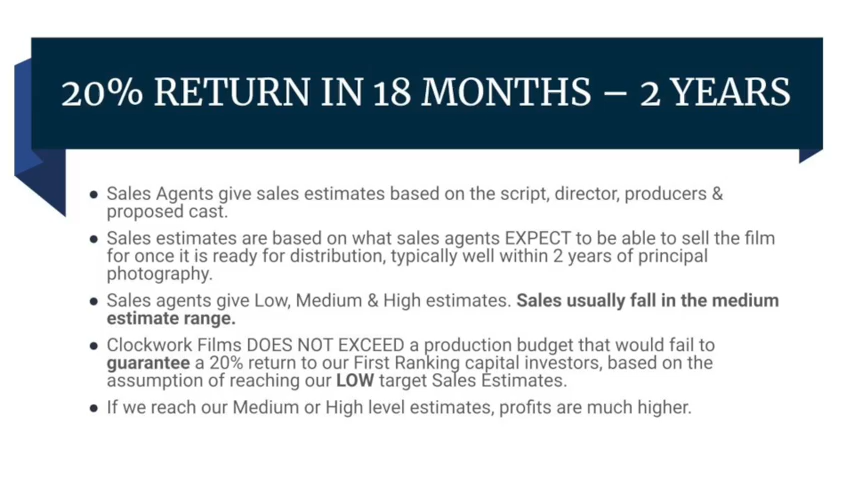 20% RETURN IN 18 MONTHS – 2 YEARS
● Sales Agents give sales estimates based on the script, director, producers &
proposed cast.
● Sales estimates are based on what sales agents EXPECT to be able to sell the film
for once it is ready for distribution, typically well within 2 years of principal
photography.
● Sales agents give Low, Medium & High estimates. Sales usually fall in the medium
estimate range.
● Clockwork Films DOES NOT EXCEED a production budget that would fail to
guarantee a 20% return to our First Ranking capital investors, based on the
assumption of reaching our LOW target Sales Estimates.
● If we reach our Medium or High level estimates, profits are much higher.